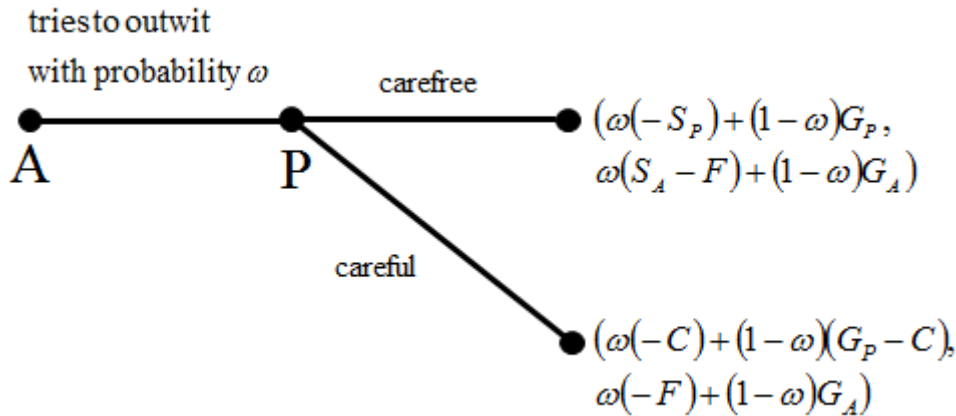 tries to outwit
with probability ω
carefree
A
P
(ω(-S_P)+(1-ω)G_P,
ω(S_A-F)+(1-ω)G_A)
careful
(ω(-C)+(1-ω)(G_P-C),
ω(-F)+(1-ω)G_A)